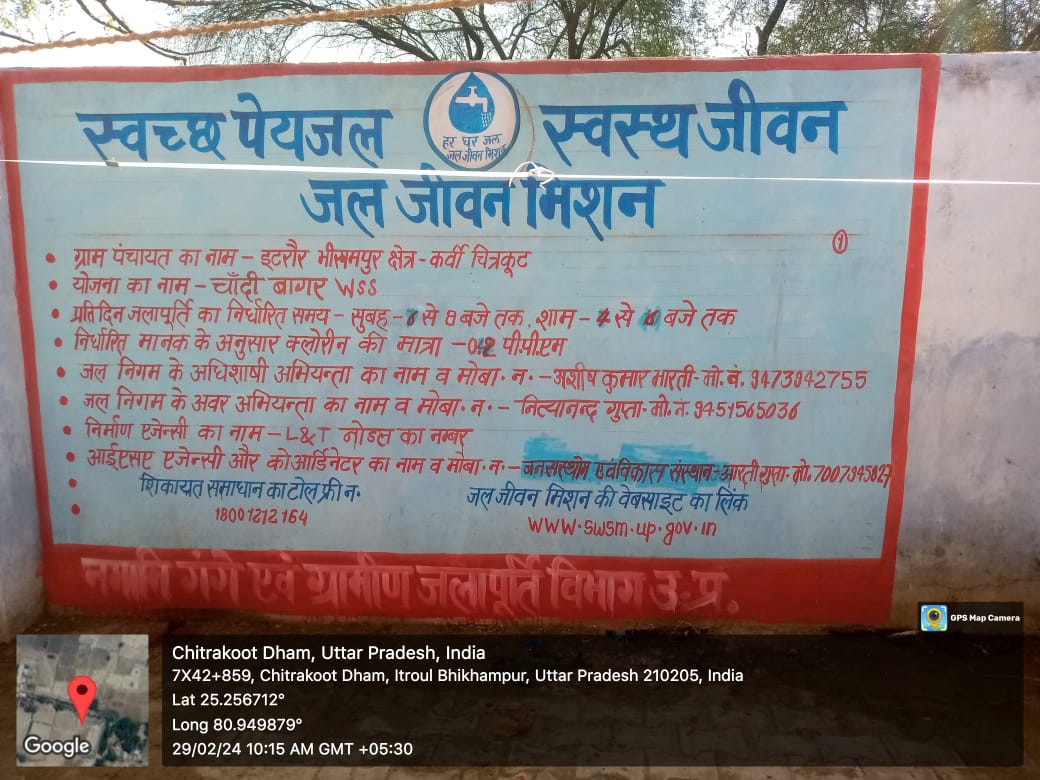 स्वच्छ पेयजल
हर घर जल
जल जीवन मिशन
स्वस्थ जीवन
जल जीवन मिशन
1
• ग्राम पंचायत का नाम – इटरौर भीखमपुर क्षेत्र - कर्वी चित्रकूट
• योजना का नाम – चाँदी बागर WSS
• प्रतिदिन जलापूर्ति का निर्धारित समय – सुबह - से 8 बजे तक, शाम - 4 से बजे तक
• निर्धारित मानक के अनुसार क्लोरीन की मात्रा – 0.2 पी.पी.एम
• जल निगम के अधिशाषी अभियन्ता का नाम व मोबा. न. – अशीष कुमार भारती - मो. नं. 9473942755
• जल निगम के अवर अभियन्ता का नाम व मोबा. न. – नित्यानन्द गुप्ता - मो. न. 9451565036
• निर्माण एजेन्सी का नाम – L&T नोडल का नम्बर
• आईएसए एजेन्सी और कोआर्डिनेटर का नाम व मोबा. न. – एवं विकास संस्थान - आरती गुप्ता - मो.
• शिकायत समाधान का टोल फ्री न.
• 18001212164
जल जीवन मिशन की वेबसाइट का लिंक
www.swsm.up.gov.in
नमामि गंगे एवं ग्रामीण जलापूर्ति विभाग उ. प्र.
GPS Map Camera
Google
Chitrakoot Dham, Uttar Pradesh, India
7X42+859, Chitrakoot Dham, Itroul Bhikhampur, Uttar Pradesh 210205, India
Lat 25.256712°
Long 80.949879°
29/02/24 10:15 AM GMT +05:30